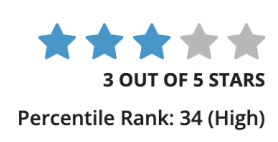 3 OUT OF 5 STARS
Percentile Rank: 34 (High)